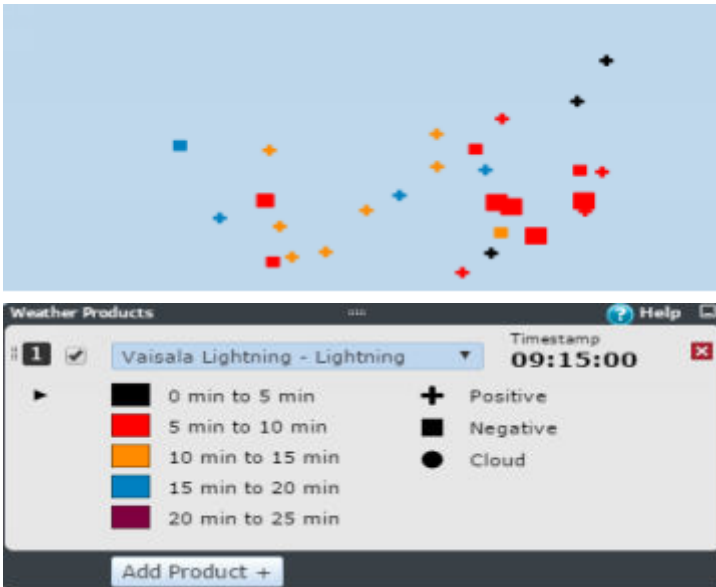 Weather Products Help
1 Vaisala Lightning - Lightning Timestamp
09:15:00
0 min to 5 min Positive
5 min to 10 min Negative
10 min to 15 min Cloud
15 min to 20 min
20 min to 25 min
Add Product +